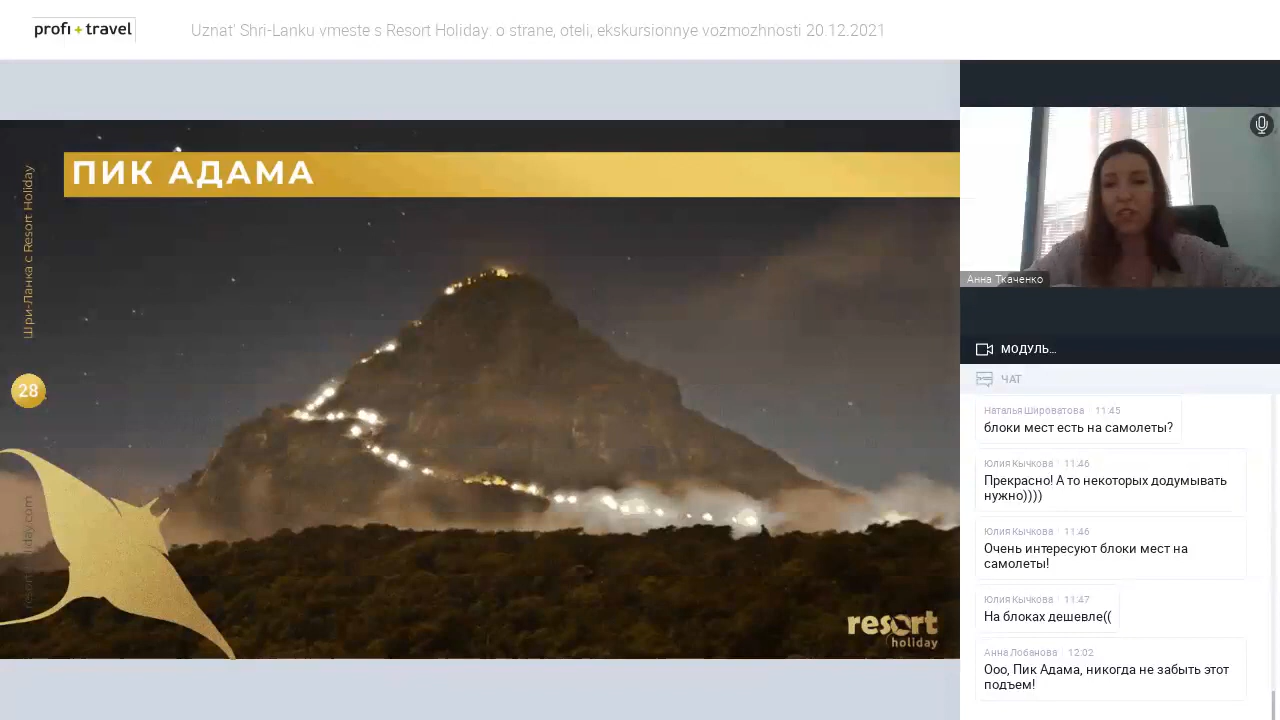 profi + travel
Uznat' Shri-Lanku vmeste s Resort Holiday: o strane, oteli, ekskursionnye vozmozhnosti 20.12.2021
ПИК АДАМА
Шри-Ланка с Resort Holiday
28
resortholiday.com
resort
holiday
Анна Ткаченко
МОДУЛЬ...
ЧАТ
Наталья Широватова 11:45
блоки мест есть на самолеты?
Юлия Кычкова 11:46
Прекрасно! А то некоторых додумывать
нужно))))
Юлия Кычкова 11:46
Очень интересуют блоки мест на
самолеты!
Юлия Кычкова 11:47
На блоках дешевле((
Анна Лобанова 12:02
Ооо, Пик Адама, никогда не забыть этот
подъем!